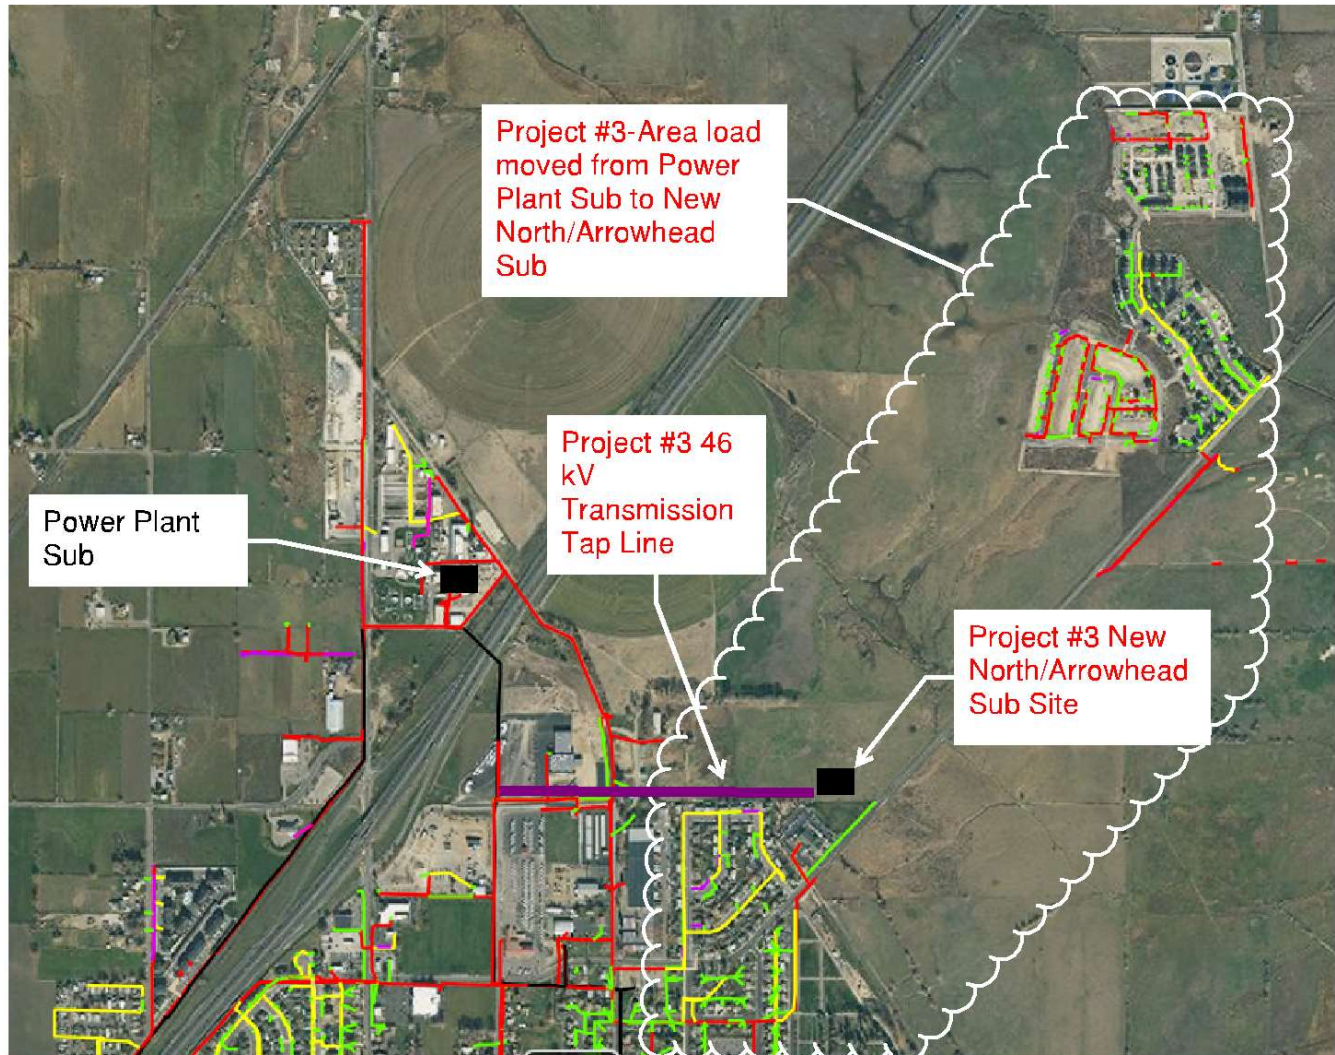 Project #3-Area load
moved from Power
Plant Sub to New
North/Arrowhead
Sub
Project #3 46
kV
Transmission
Tap Line
Power Plant
Sub
Project #3 New
North/Arrowhead
Sub Site